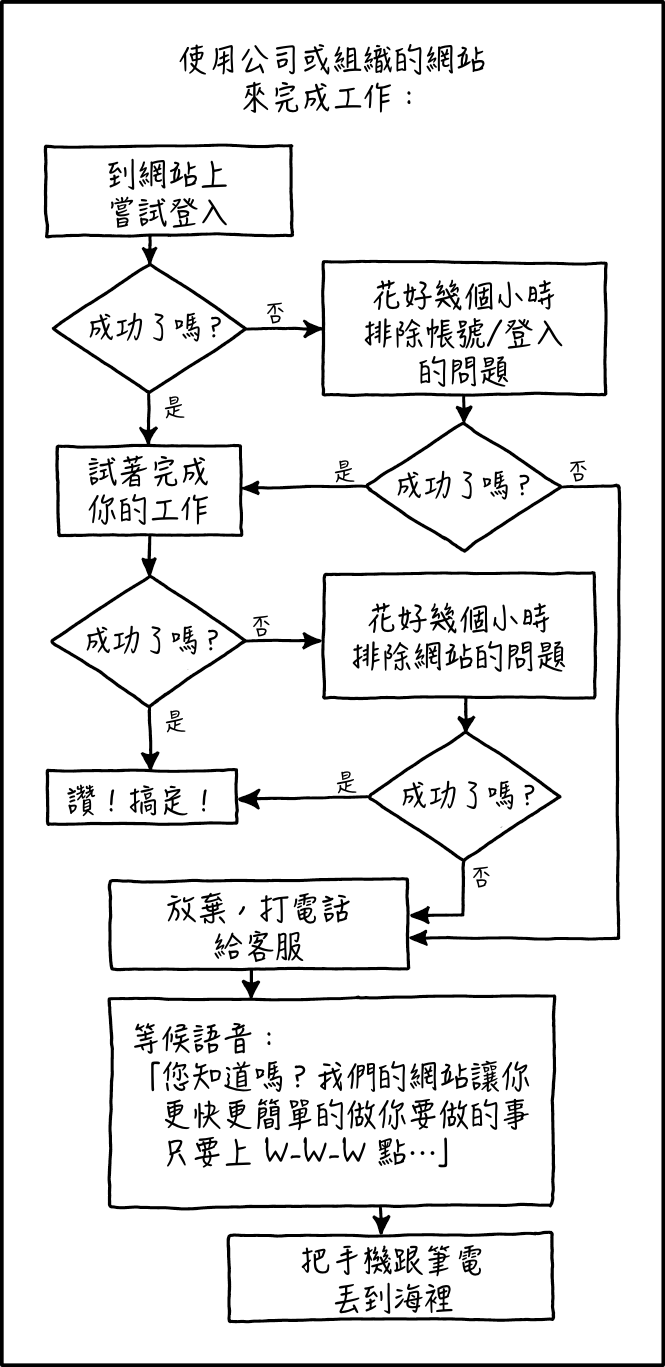 使用公司或組織的網站
來完成工作：
到網站上
嘗試登入
成功了嗎？
否
花好幾個小時
排除帳號/登入
的問題
是
試著完成
你的工作
是
成功了嗎？
否
成功了嗎？
否
花好幾個小時
排除網站的問題
是
讚！搞定！
是
成功了嗎？
否
放棄，打電話
給客服
等候語音：
「您知道嗎？我們的網站讓你
更快更簡單的做你要做的事
只要上 W-W-W 點…」
把手機跟筆電
丟到海裡